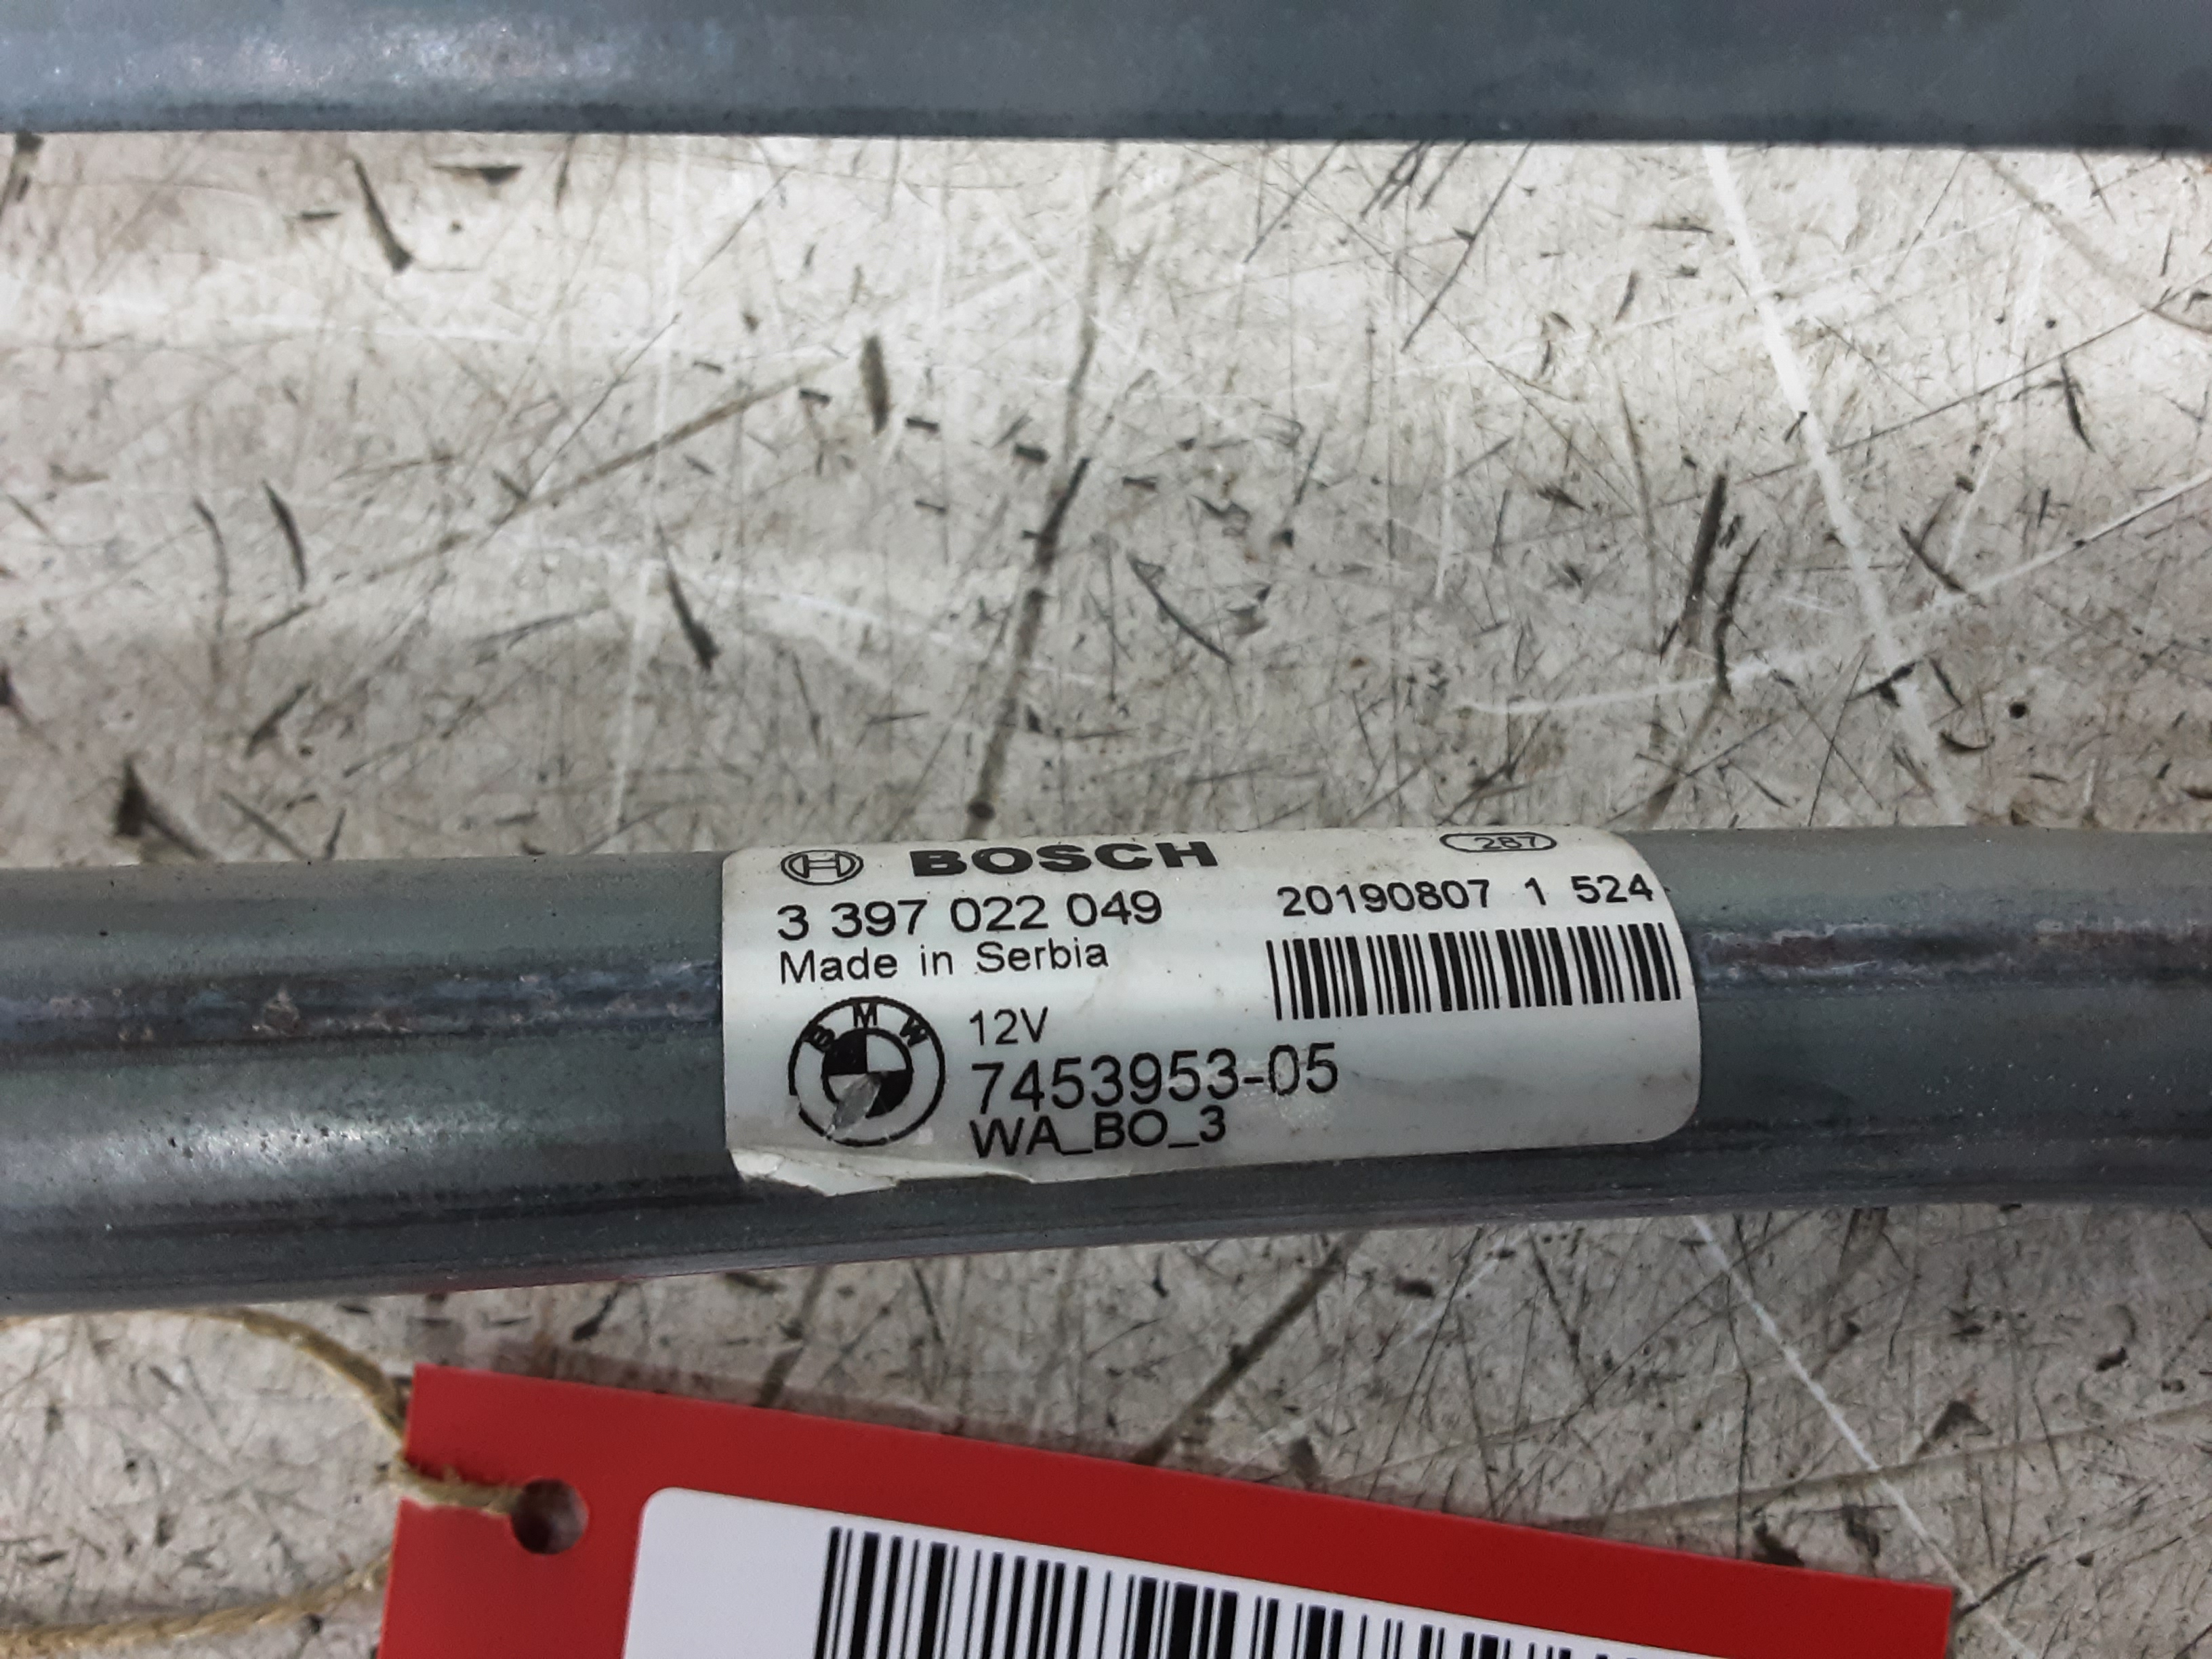 BOSCH 287
3 397 022 049 20190807 1 524
Made in Serbia
BMW 12V
7453953-05
WA_BO_3